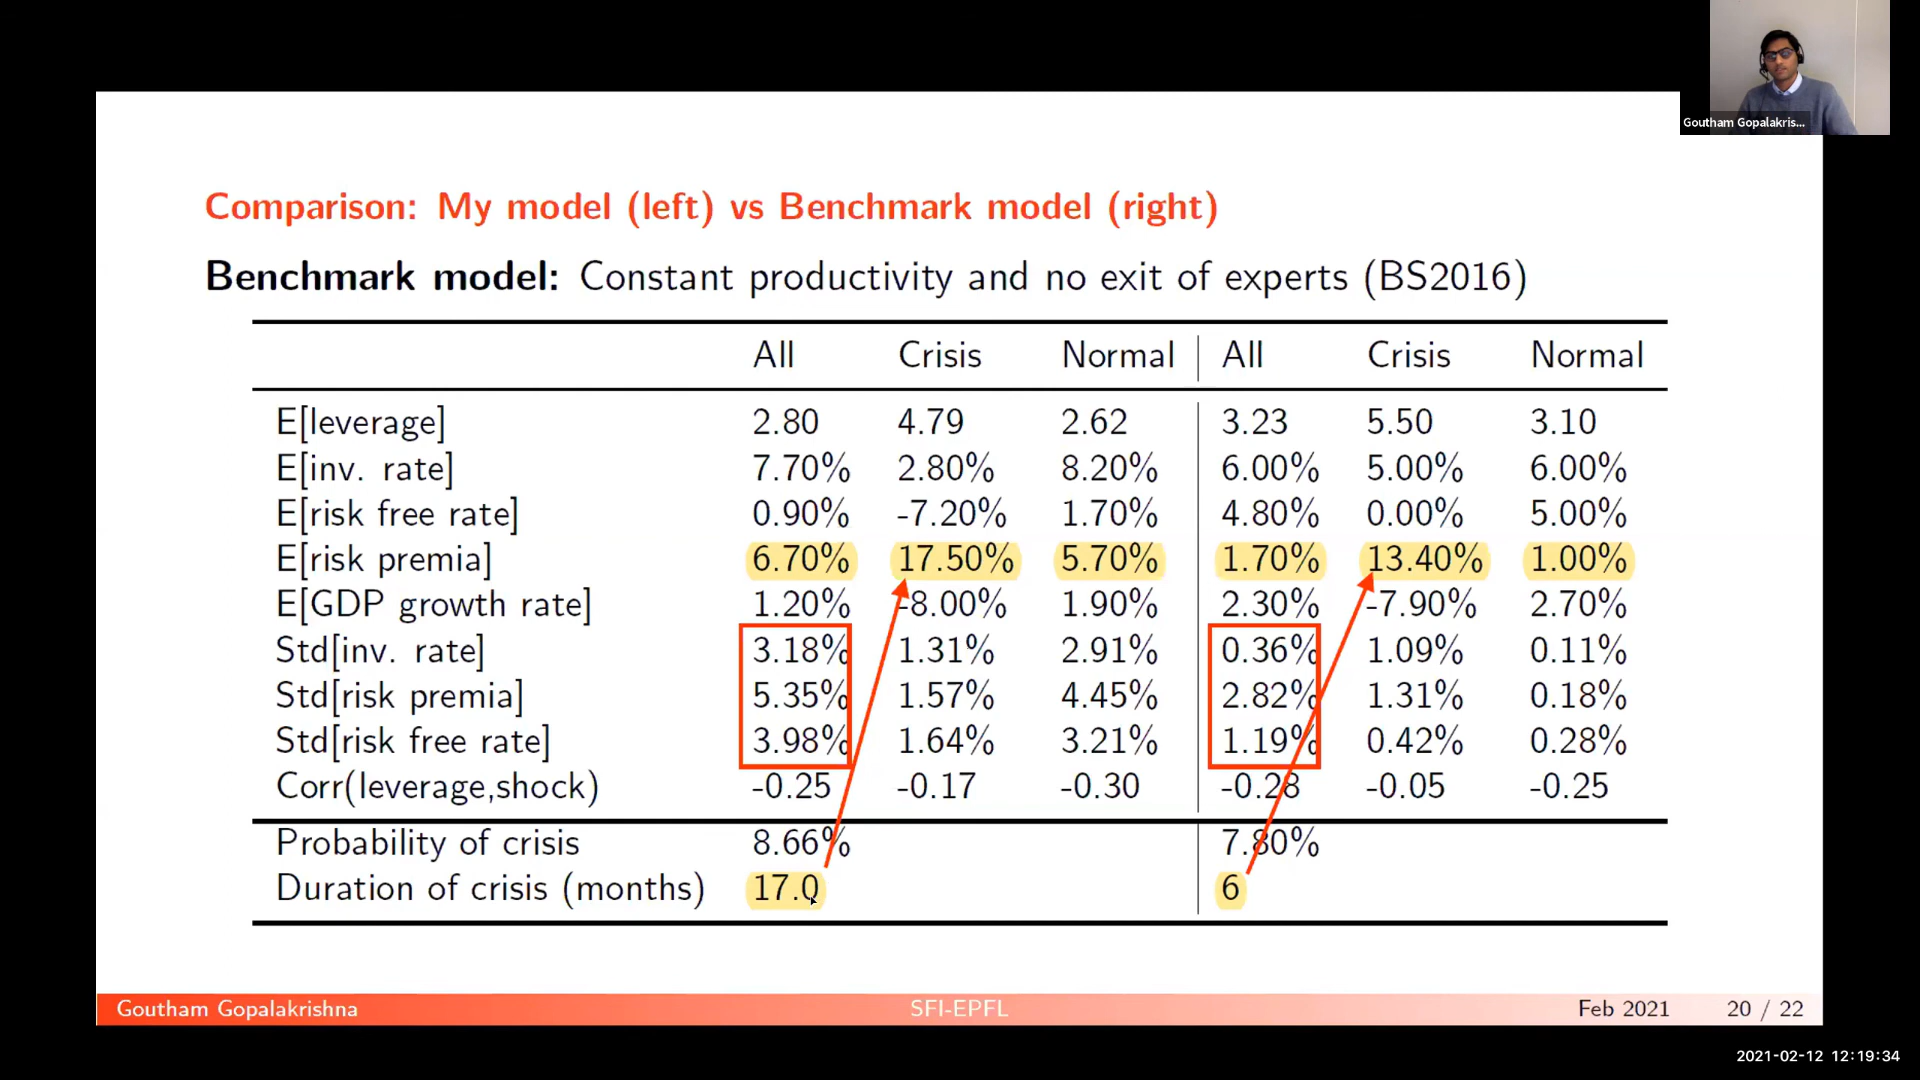 Goutham Gopalakris...
Comparison: My model (left) vs Benchmark model (right)
Benchmark model: Constant productivity and no exit of experts (BS2016)
All Crisis Normal All Crisis Normal
E[leverage] 2.80 4.79 2.62 3.23 5.50 3.10
E[inv. rate] 7.70% 2.80% 8.20% 6.00% 5.00% 6.00%
E[risk free rate] 0.90% -7.20% 1.70% 4.80% 0.00% 5.00%
E[risk premia] 6.70% 17.50% 5.70% 1.70% 13.40% 1.00%
E[GDP growth rate] 1.20% -8.00% 1.90% 2.30% -7.90% 2.70%
Std[inv. rate] 3.18% 1.31% 2.91% 0.36% 1.09% 0.11%
Std[risk premia] 5.35% 1.57% 4.45% 2.82% 1.31% 0.18%
Std[risk free rate] 3.98% 1.64% 3.21% 1.19% 0.42% 0.28%
Corr(leverage,shock) -0.25 -0.17 -0.30 -0.28 -0.05 -0.25
Probability of crisis 8.66% 7.80%
Duration of crisis (months) 17.0 6
Goutham Gopalakrishna SFI-EPFL Feb 2021 20 / 22
2021-02-12 12:19:34